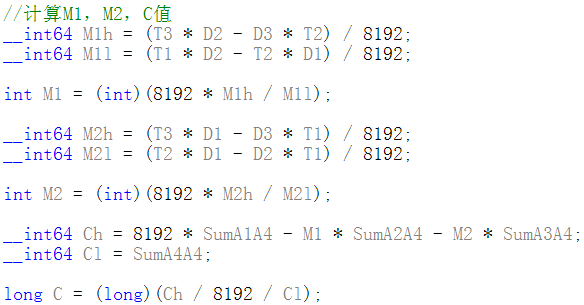 //计算M1，M2，C值
__int64 M1h = (T3 * D2 - D3 * T2) / 8192;
__int64 M1l = (T1 * D2 - T2 * D1) / 8192;
int M1 = (int)(8192 * M1h / M1l);
__int64 M2h = (T3 * D1 - D3 * T1) / 8192;
__int64 M2l = (T2 * D1 - D2 * T1) / 8192;
int M2 = (int)(8192 * M2h / M2l);
__int64 Ch = 8192 * SumA1A4 - M1 * SumA2A4 - M2 * SumA3A4;
__int64 Cl = SumA4A4;
long C = (long)(Ch / 8192 / Cl);